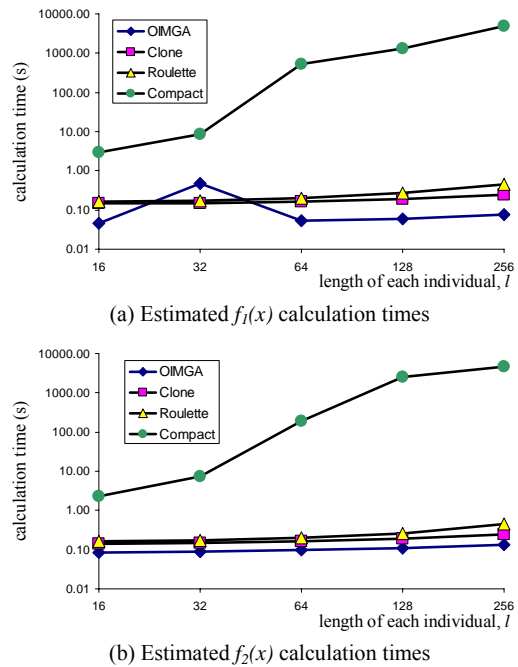 10000.00
1000.00
100.00
10.00
1.00
0.10
0.01
calculation time (s)
OIMGA
Clone
Roulette
Compact
16 32 64 128 256
length of each individual, l
(a) Estimated f1(x) calculation times
10000.00
1000.00
100.00
10.00
1.00
0.10
0.01
calculation time (s)
OIMGA
Clone
Roulette
Compact
16 32 64 128 256
length of each individual, l
(b) Estimated f2(x) calculation times